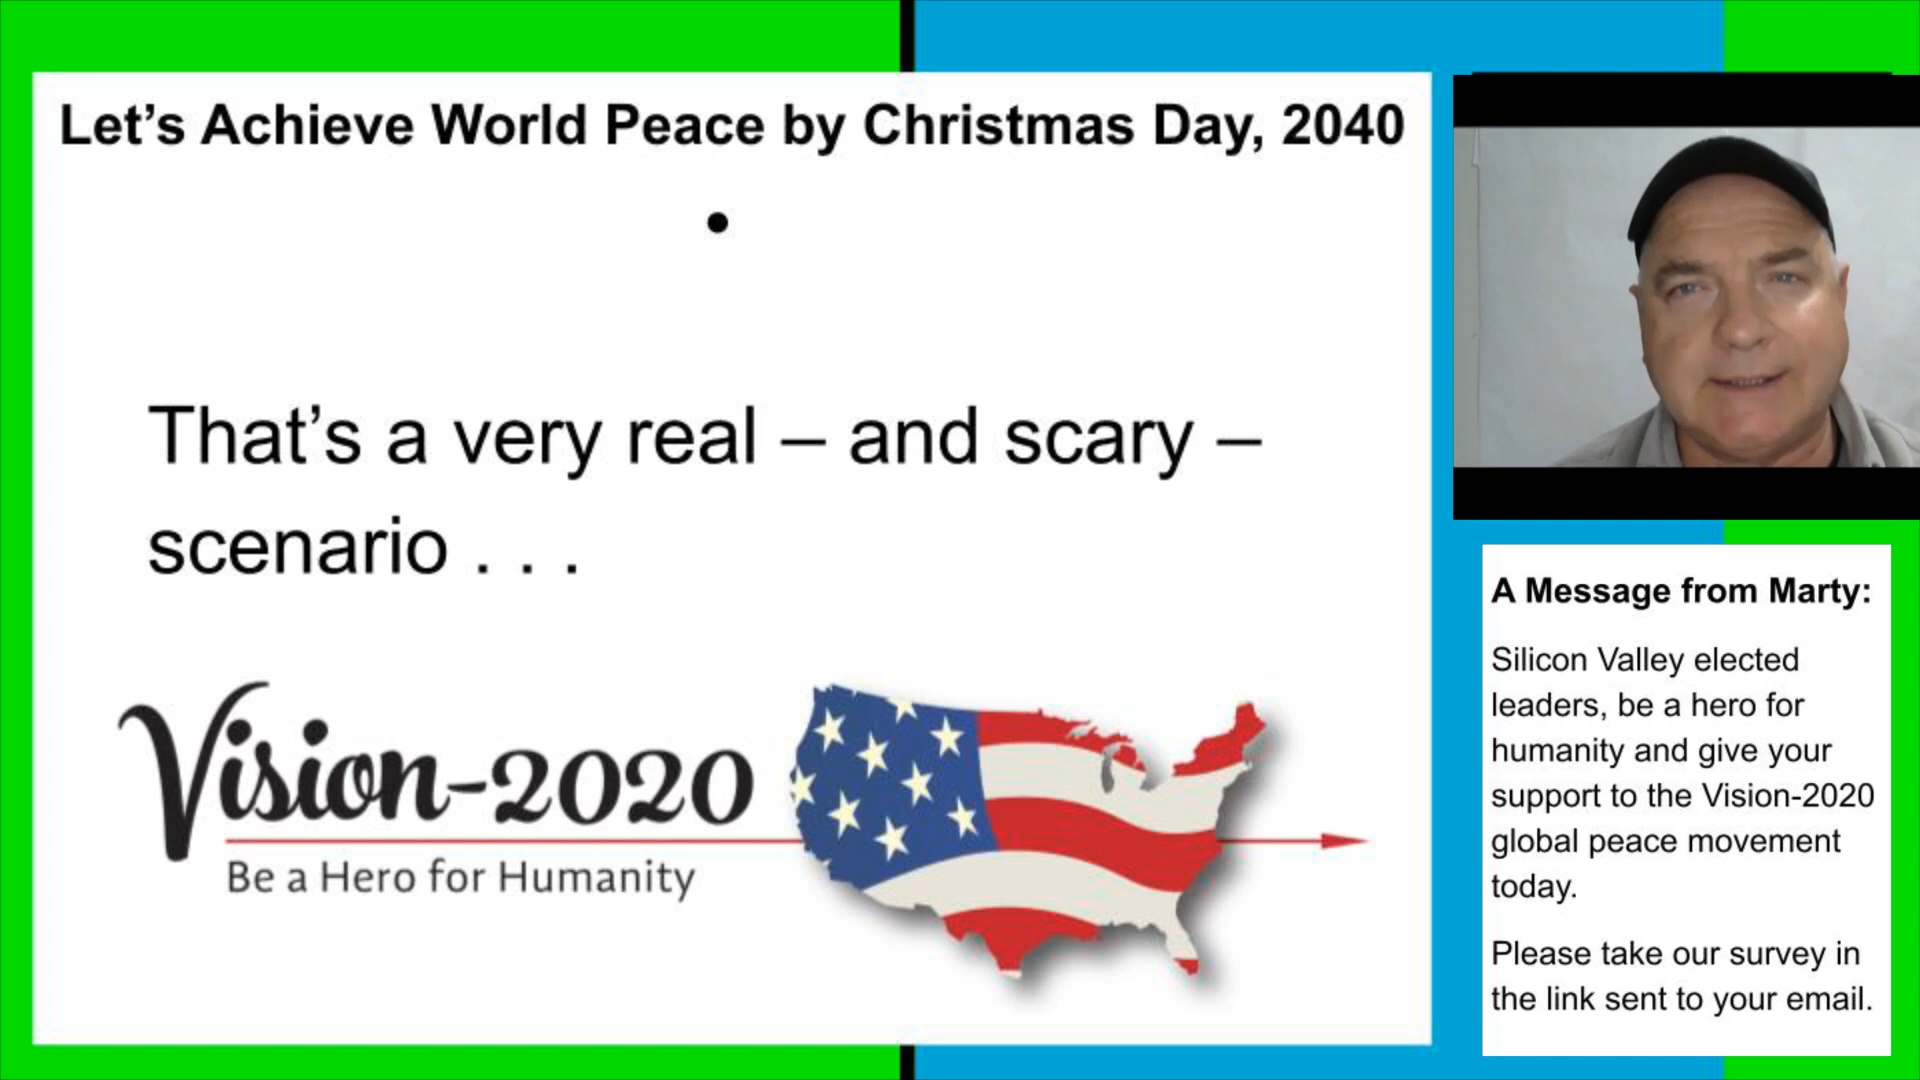 Let’s Achieve World Peace by Christmas Day, 2040
•
That’s a very real – and scary –
scenario . . .
Vision-2020
Be a Hero for Humanity
A Message from Marty:
Silicon Valley elected
leaders, be a hero for
humanity and give your
support to the Vision-2020
global peace movement
today.
Please take our survey in
the link sent to your email.